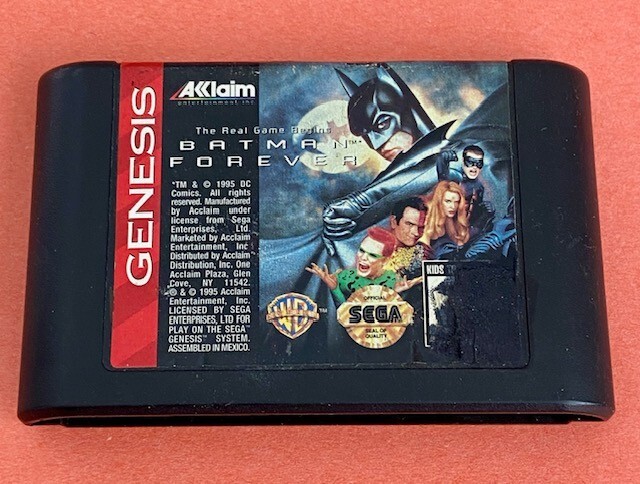 GENESIS
AKklaim
entertainment inc.
The Real Game Begins
BATMAN™
FOREVER
"TM & © 1995 DC
Comics. All rights
reserved. Manufactured
by Acclaim under
license from Sega
Enterprises, Ltd.
Marketed by Acclaim
Entertainment, Inc
Distributed by Acclaim
Distribution, Inc. One
Acclaim Plaza, Glen
Cove, NY 11542.
® & © 1995 Acclaim
Entertainment, Inc.
LICENSED BY SEGA
ENTERPRISES, LTD FOR
PLAY ON THE SEGA™
GENESIS™ SYSTEM.
ASSEMBLED IN MEXICO.
TM
OFFICIAL
SEGA
SEAL OF
QUALITY
KIDS